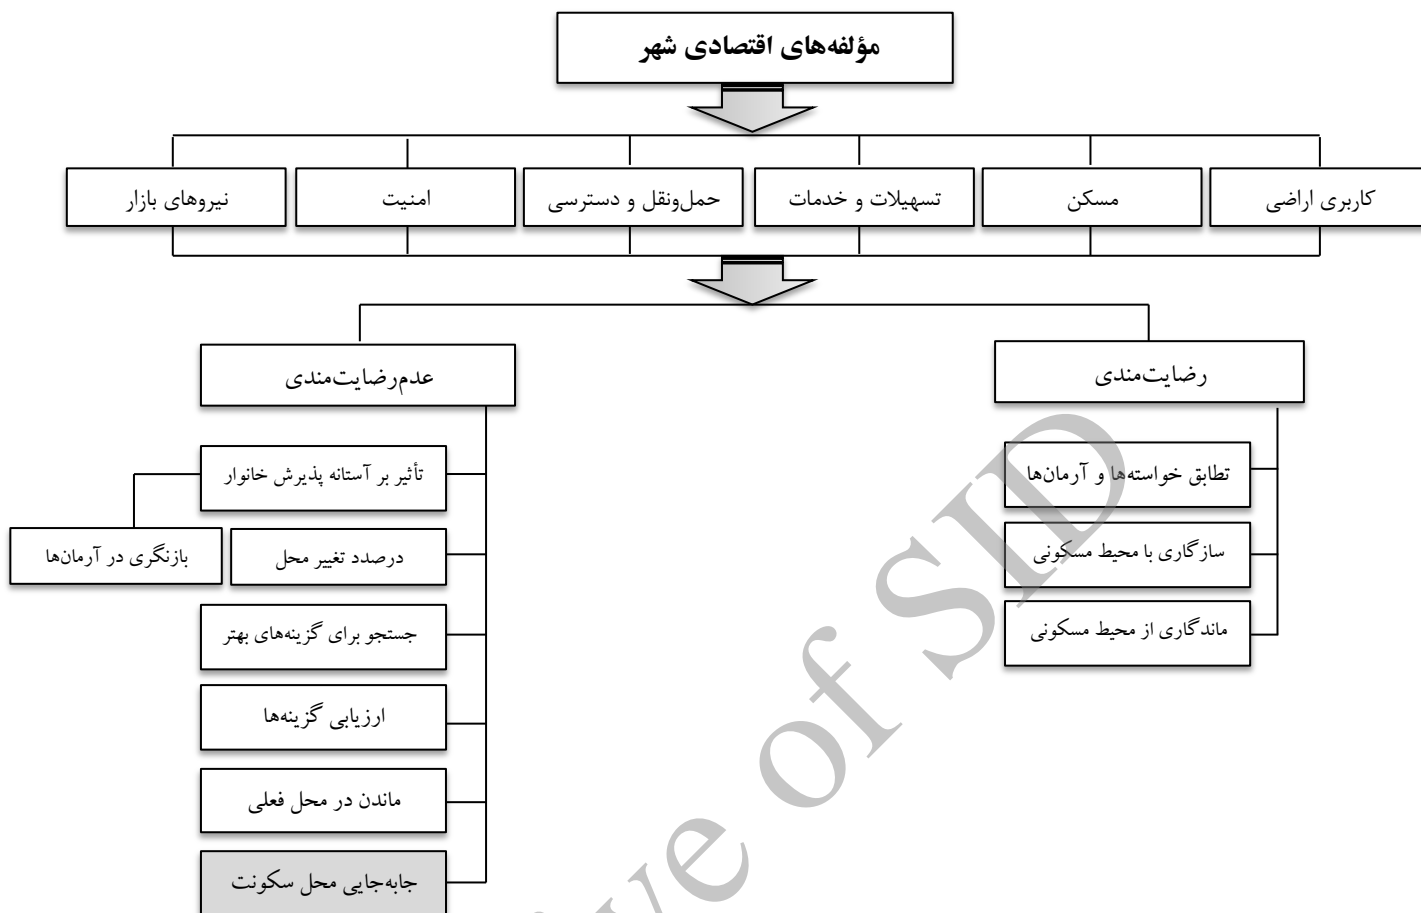 مؤلفه‌های اقتصادی شهر
کاربری اراضی
مسکن
تسهیلات و خدمات
حمل‌ونقل و دسترسی
امنیت
نیروهای بازار
رضایت‌مندی
عدم‌رضایت‌مندی
تطابق خواسته‌ها و آرمان‌ها
سازگاری با محیط مسکونی
ماندگاری از محیط مسکونی
تأثیر بر آستانه پذیرش خانوار
بازنگری در آرمان‌ها
درصدد تغییر محل
جستجو برای گزینه‌های بهتر
ارزیابی گزینه‌ها
ماندن در محل فعلی
جابه‌جایی محل سکونت
ive of SID